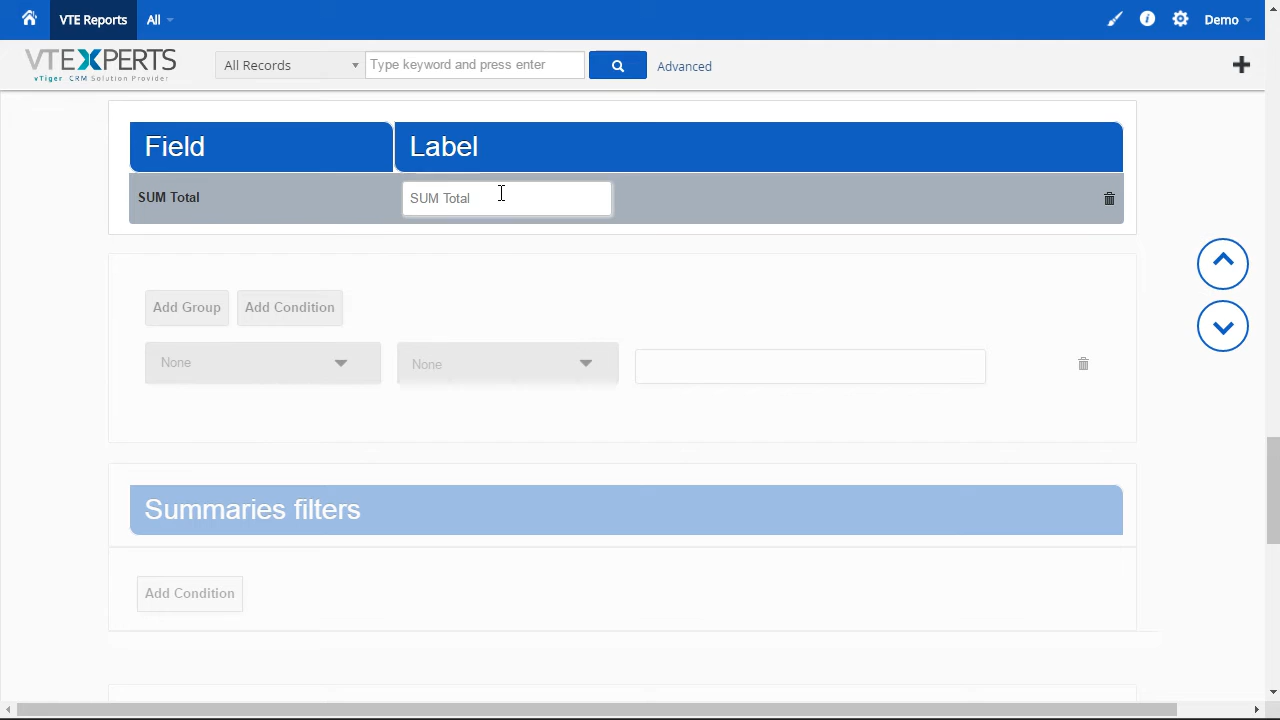 VTE Reports All Demo
VTEXPERTS
vTiger CRM Solution Provider
All Records Type keyword and press enter Advanced
Field Label
SUM Total SUM Total
Add Group Add Condition
None None
Summaries filters
Add Condition